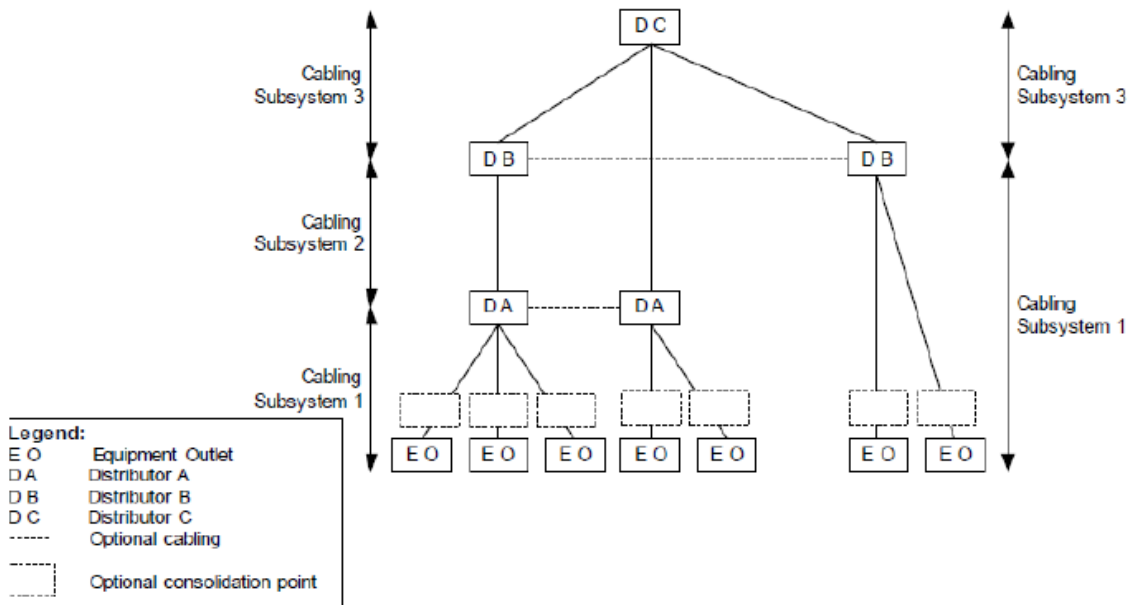 D C
Cabling
Subsystem 3
Cabling
Subsystem 3
D B
D B
Cabling
Subsystem 2
D A
D A
Cabling
Subsystem 1
Cabling
Subsystem 1
E O
E O
E O
E O
E O
E O
E O
Legend:
E O Equipment Outlet
D A Distributor A
D B Distributor B
D C Distributor C
Optional cabling
Optional consolidation point